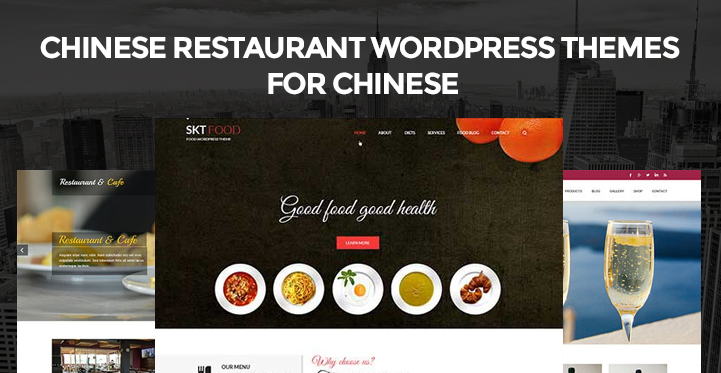 CHINESE RESTAURANT WORDPRESS THEMES
FOR CHINESE
SKT FOOD
FOOD WORDPRESS THEME
HOME ABOUT DIETS SERVICES FOOD BLOG CONTACT
Restaurant & Cafe
PRODUCTS BLOG GALLERY SHOP CONTACT
Good food good health
Restaurant & Cafe
LEARN MORE
OUR MENU
Why choose us?